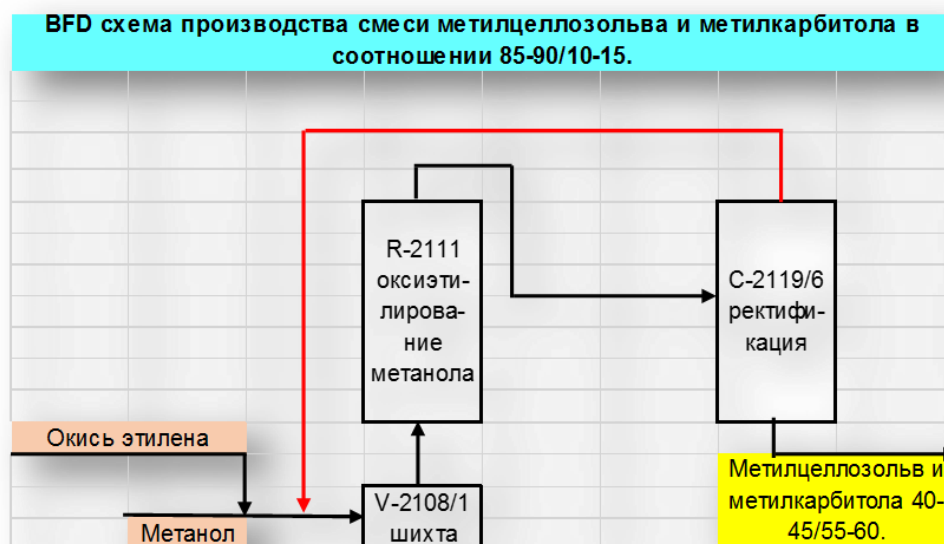 BFD схема производства смеси метилцеллозольва и метилкарбитола в
соотношении 85-90/10-15.
R-2111
оксиэти-
лирова-
ние
метанола
C-2119/6
ректифи-
кация
Окись этилена
Метилцеллозольв и
метилкарбитола 40-
45/55-60.
V-2108/1
шихта
Метанол